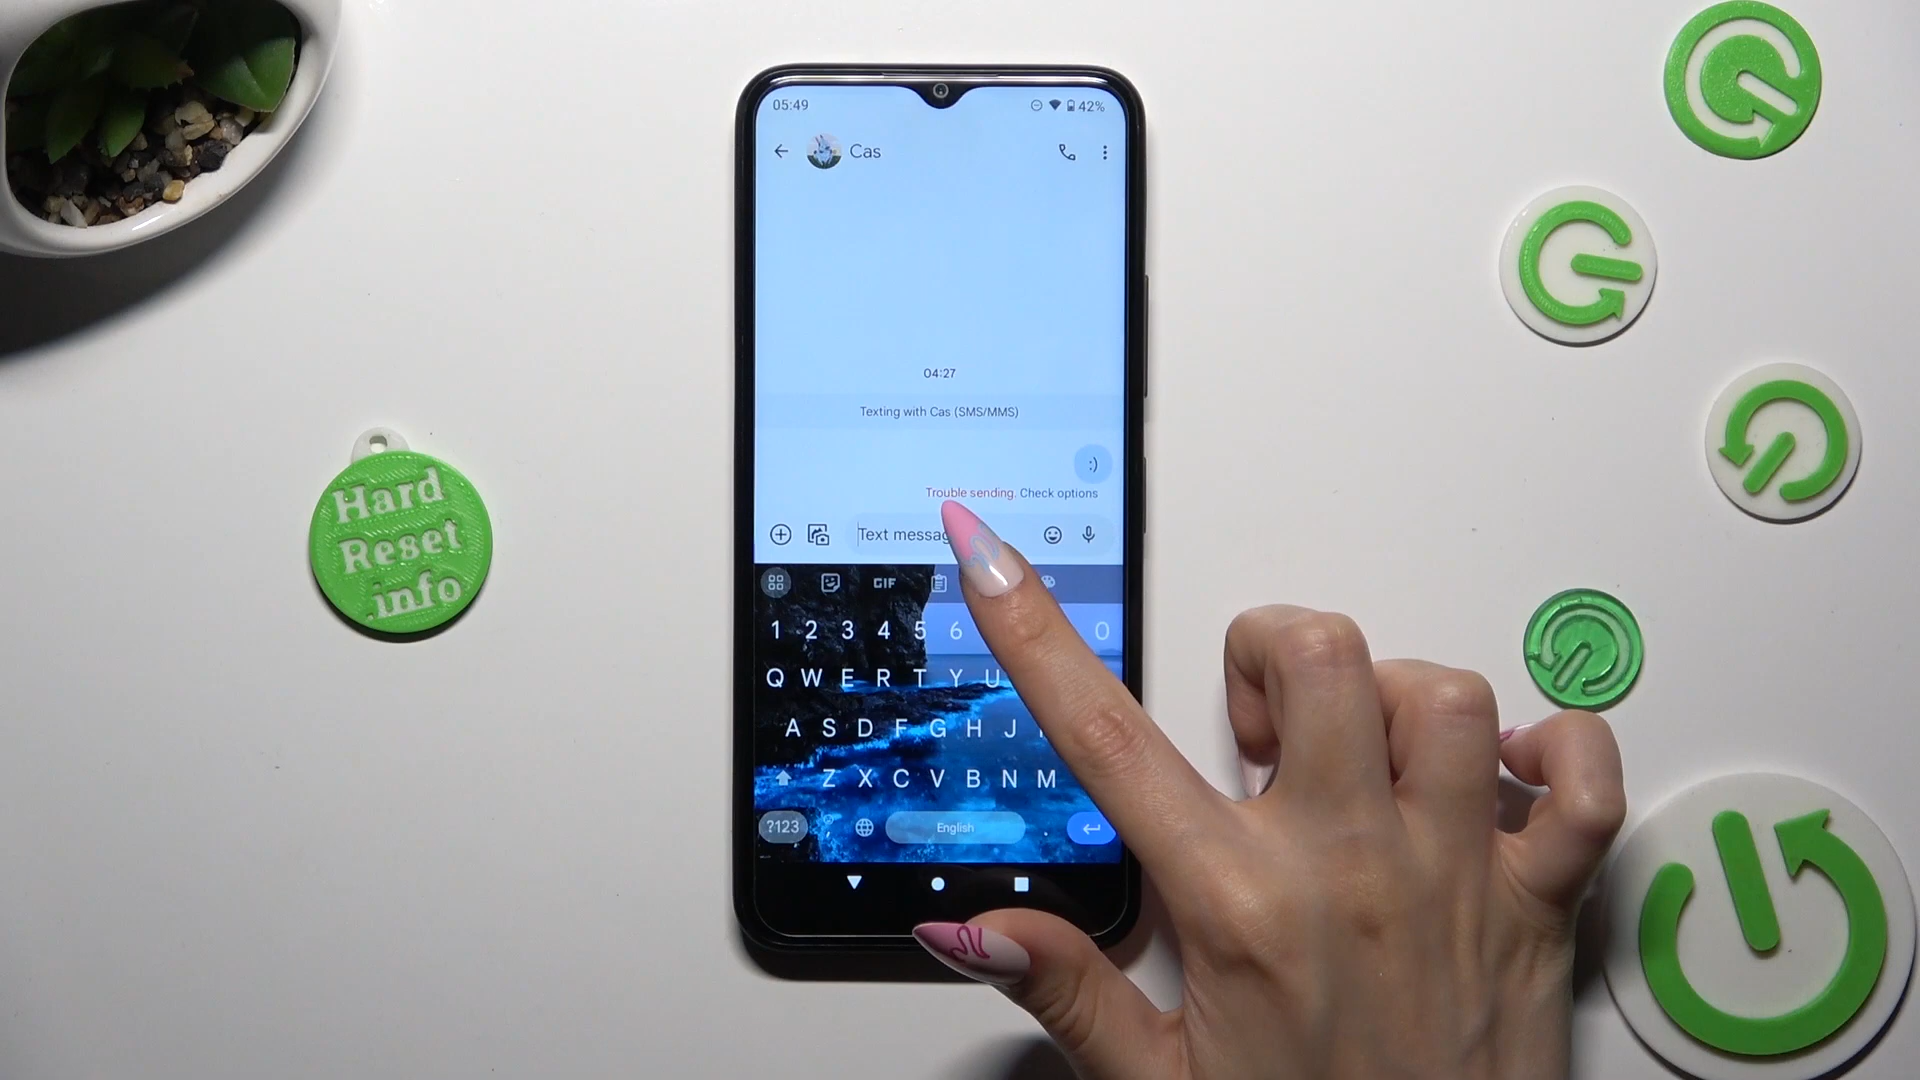 05:49
42%
Cas
04:27
Texting with Cas (SMS/MMS)
:)
Trouble sending. Check options
Text messag
GIF
1 2 3 4 5 6 0
Q W E R T Y U
A S D F G H J
Z X C V B N M
?123 English .
Hard
Reset
.info